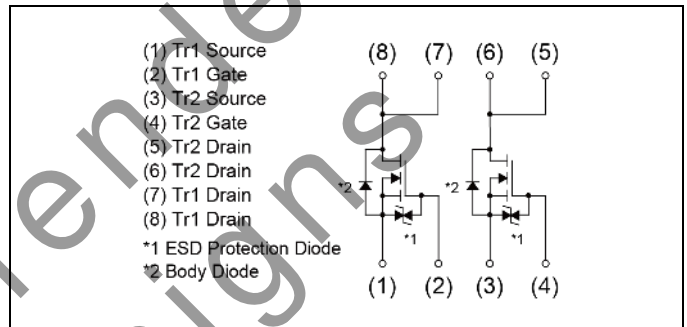 (1) Tr1 Source
(2) Tr1 Gate
(3) Tr2 Source
(4) Tr2 Gate
(5) Tr2 Drain
(6) Tr2 Drain
(7) Tr1 Drain
(8) Tr1 Drain
*1 ESD Protection Diode
*2 Body Diode
(8) (7) (6) (5)
*2 *2
*1 *1
(1) (2) (3) (4)